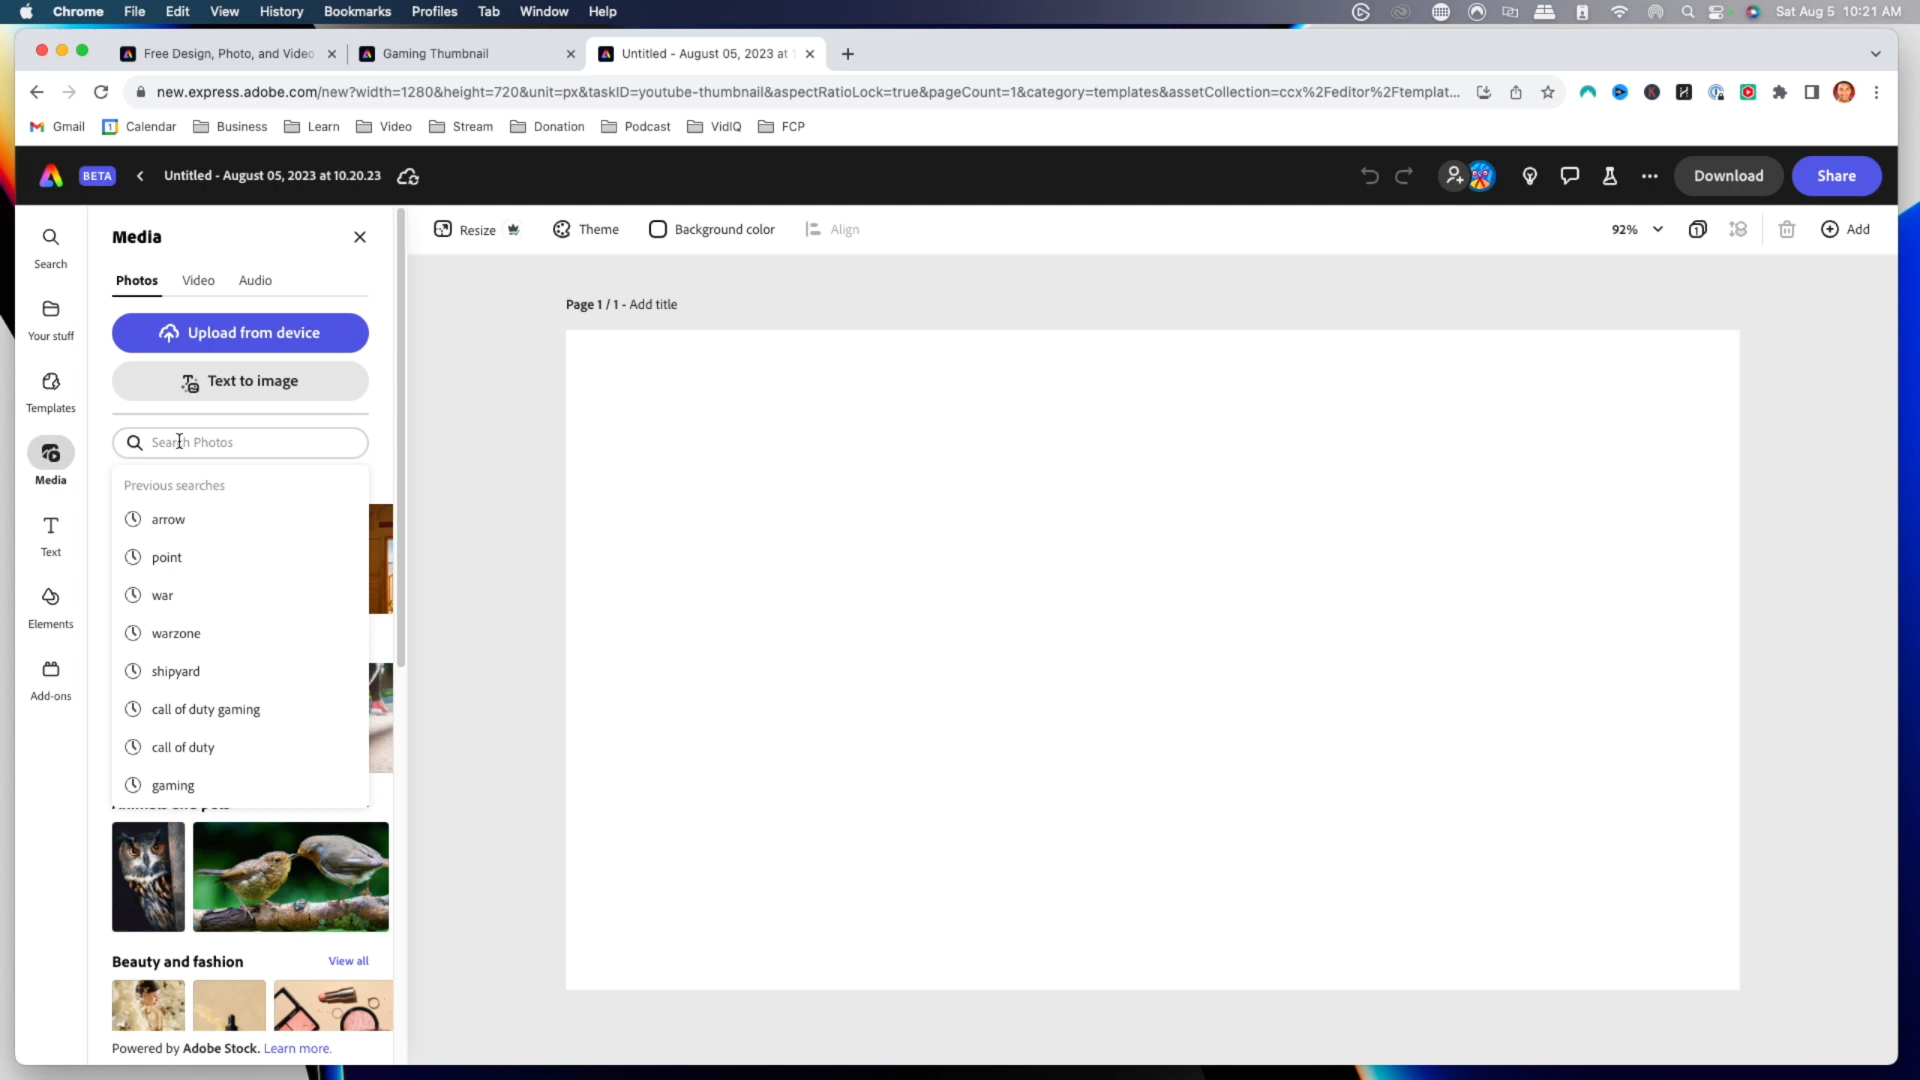 Chrome File Edit View History Bookmarks Profiles Tab Window Help Sat Aug 5 10:21 AM
Free Design, Photo, and Video Gaming Thumbnail Untitled - August 05, 2023 at
new.express.adobe.com/new?width=1280&height=720&unit=px&taskID=youtube-thumbnail&aspectRatioLock=true&pageCount=1&category=templates&assetCollection=ccx%2Feditor%2Ftemplat...
Gmail Calendar Business Learn Video Stream Donation Podcast VidIQ FCP
BETA Untitled - August 05, 2023 at 10.20.23 Download Share
Resize Theme Background color Align 92% 1 Add
Search
Your stuff
Templates
Media
Text
Elements
Add-ons
Media
Photos Video Audio
Upload from device
Text to image
Search Photos
Previous searches
arrow
point
war
warzone
shipyard
call of duty gaming
call of duty
gaming
Beauty and fashion View all
Powered by Adobe Stock. Learn more.
Page 1 / 1 - Add title